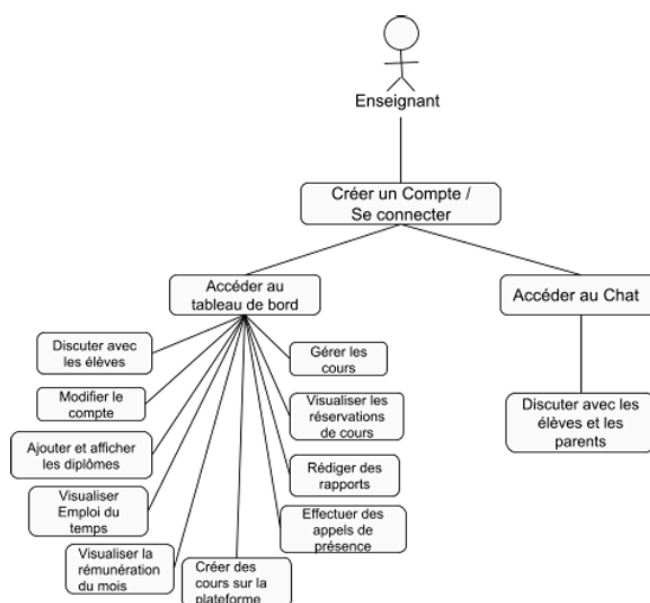 Enseignant
Créer un Compte /
Se connecter
Accéder au
tableau de bord
Accéder au Chat
Discuter avec
les élèves
Gérer les
cours
Modifier le
compte
Visualiser les
réservations
de cours
Discuter avec les
élèves et les
parents
Ajouter et afficher
les diplômes
Rédiger des
rapports
Visualiser
Emploi du
temps
Effectuer des
appels de
présence
Visualiser la
rémunération
du mois
Créer des
cours sur la
plateforme